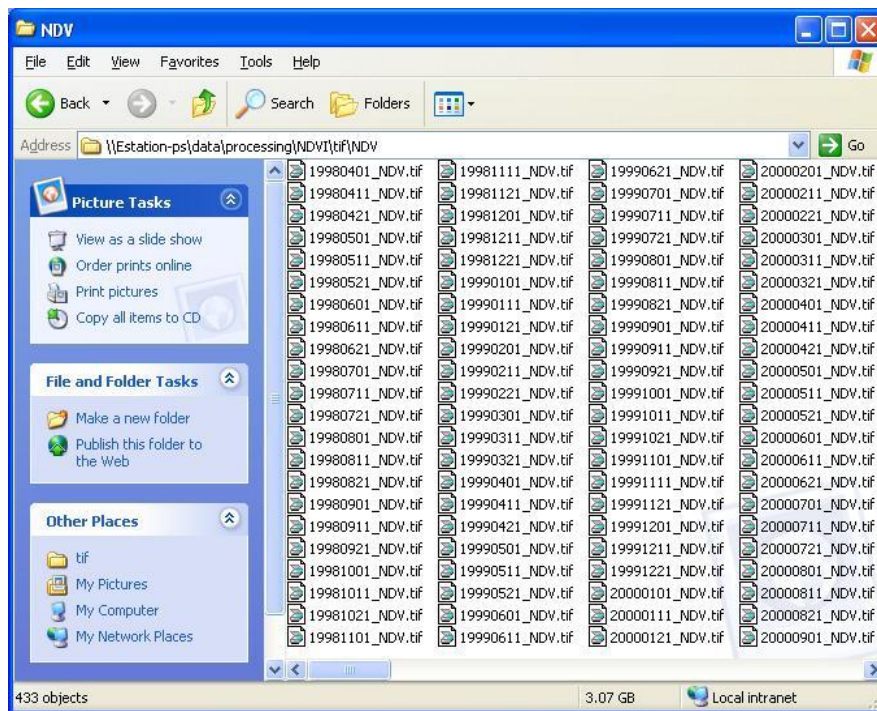 NDV
File Edit View Favorites Tools Help
Back Search Folders
Address \\Estation-ps\data\processing\NDVI\tif\NDV Go
Picture Tasks
View as a slide show
Order prints online
Print pictures
Copy all items to CD
File and Folder Tasks
Make a new folder
Publish this folder to
the Web
Other Places
tif
My Pictures
My Computer
My Network Places
19980401_NDV.tif 19981111_NDV.tif 19990621_NDV.tif 20000201_NDV.tif
19980411_NDV.tif 19981121_NDV.tif 19990701_NDV.tif 20000211_NDV.tif
19980421_NDV.tif 19981201_NDV.tif 19990711_NDV.tif 20000221_NDV.tif
19980501_NDV.tif 19981211_NDV.tif 19990721_NDV.tif 20000301_NDV.tif
19980511_NDV.tif 19981221_NDV.tif 19990801_NDV.tif 20000311_NDV.tif
19980521_NDV.tif 19990101_NDV.tif 19990811_NDV.tif 20000321_NDV.tif
19980601_NDV.tif 19990111_NDV.tif 19990821_NDV.tif 20000401_NDV.tif
19980611_NDV.tif 19990121_NDV.tif 19990901_NDV.tif 20000411_NDV.tif
19980621_NDV.tif 19990201_NDV.tif 19990911_NDV.tif 20000421_NDV.tif
19980701_NDV.tif 19990211_NDV.tif 19990921_NDV.tif 20000501_NDV.tif
19980711_NDV.tif 19990221_NDV.tif 19991001_NDV.tif 20000511_NDV.tif
19980721_NDV.tif 19990301_NDV.tif 19991011_NDV.tif 20000521_NDV.tif
19980801_NDV.tif 19990311_NDV.tif 19991021_NDV.tif 20000601_NDV.tif
19980811_NDV.tif 19990321_NDV.tif 19991101_NDV.tif 20000611_NDV.tif
19980821_NDV.tif 19990401_NDV.tif 19991111_NDV.tif 20000621_NDV.tif
19980901_NDV.tif 19990411_NDV.tif 19991121_NDV.tif 20000701_NDV.tif
19980911_NDV.tif 19990421_NDV.tif 19991201_NDV.tif 20000711_NDV.tif
19980921_NDV.tif 19990501_NDV.tif 19991211_NDV.tif 20000721_NDV.tif
19981001_NDV.tif 19990511_NDV.tif 19991221_NDV.tif 20000801_NDV.tif
19981011_NDV.tif 19990521_NDV.tif 20000101_NDV.tif 20000811_NDV.tif
19981021_NDV.tif 19990601_NDV.tif 20000111_NDV.tif 20000821_NDV.tif
19981101_NDV.tif 19990611_NDV.tif 20000121_NDV.tif 20000901_NDV.tif
433 objects 3.07 GB Local intranet